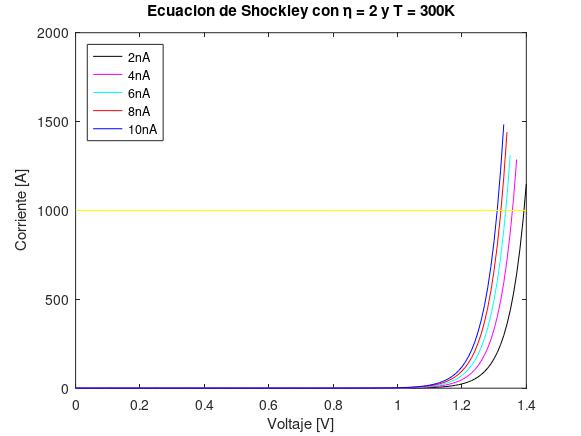 Ecuacion de Shockley con η = 2 y T = 300K
2000
1500
1000
500
0
Corriente [A]
2nA
4nA
6nA
8nA
10nA
0
0.2
0.4
0.6
0.8
1
1.2
1.4
Voltaje [V]